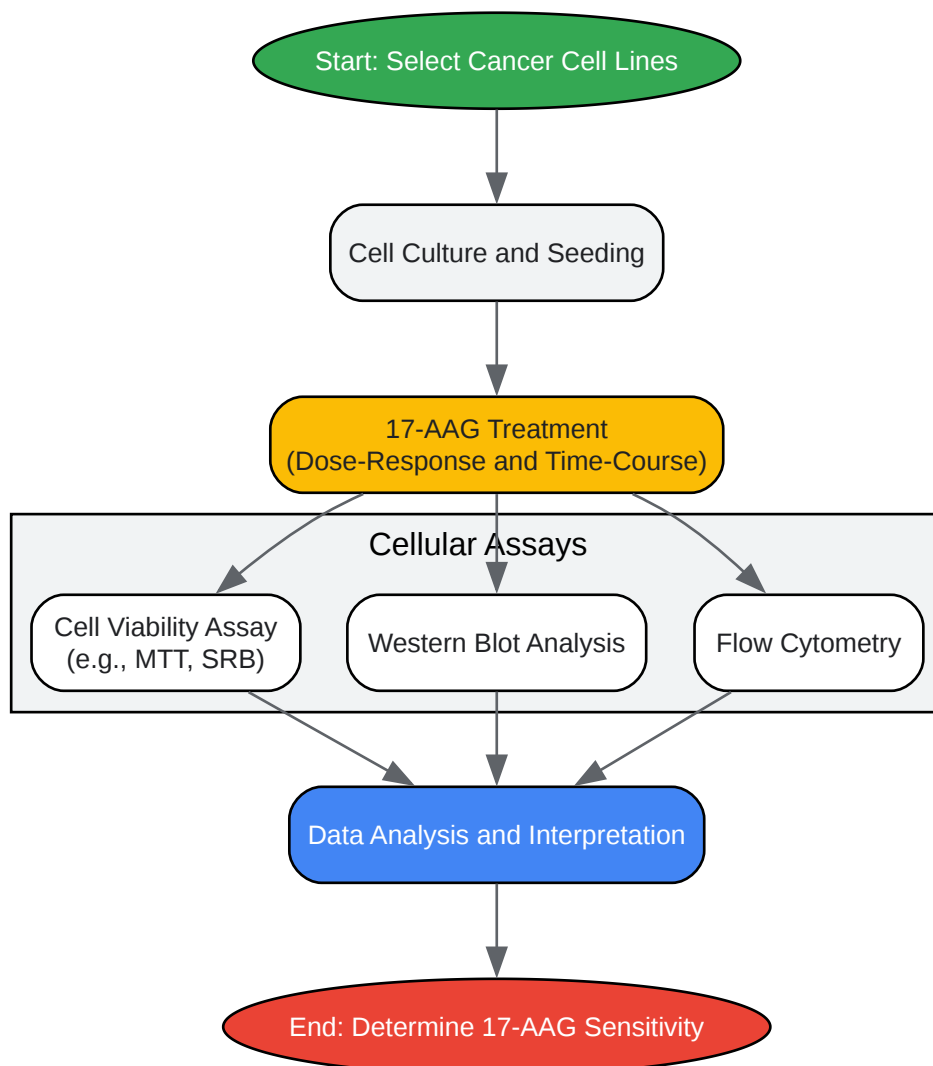 Start: Select Cancer Cell Lines
Cell Culture and Seeding
17-AAG Treatment
(Dose-Response and Time-Course)
Cellular Assays
Cell Viability Assay
(e.g., MTT, SRB)
Western Blot Analysis
Flow Cytometry
Data Analysis and Interpretation
End: Determine 17-AAG Sensitivity